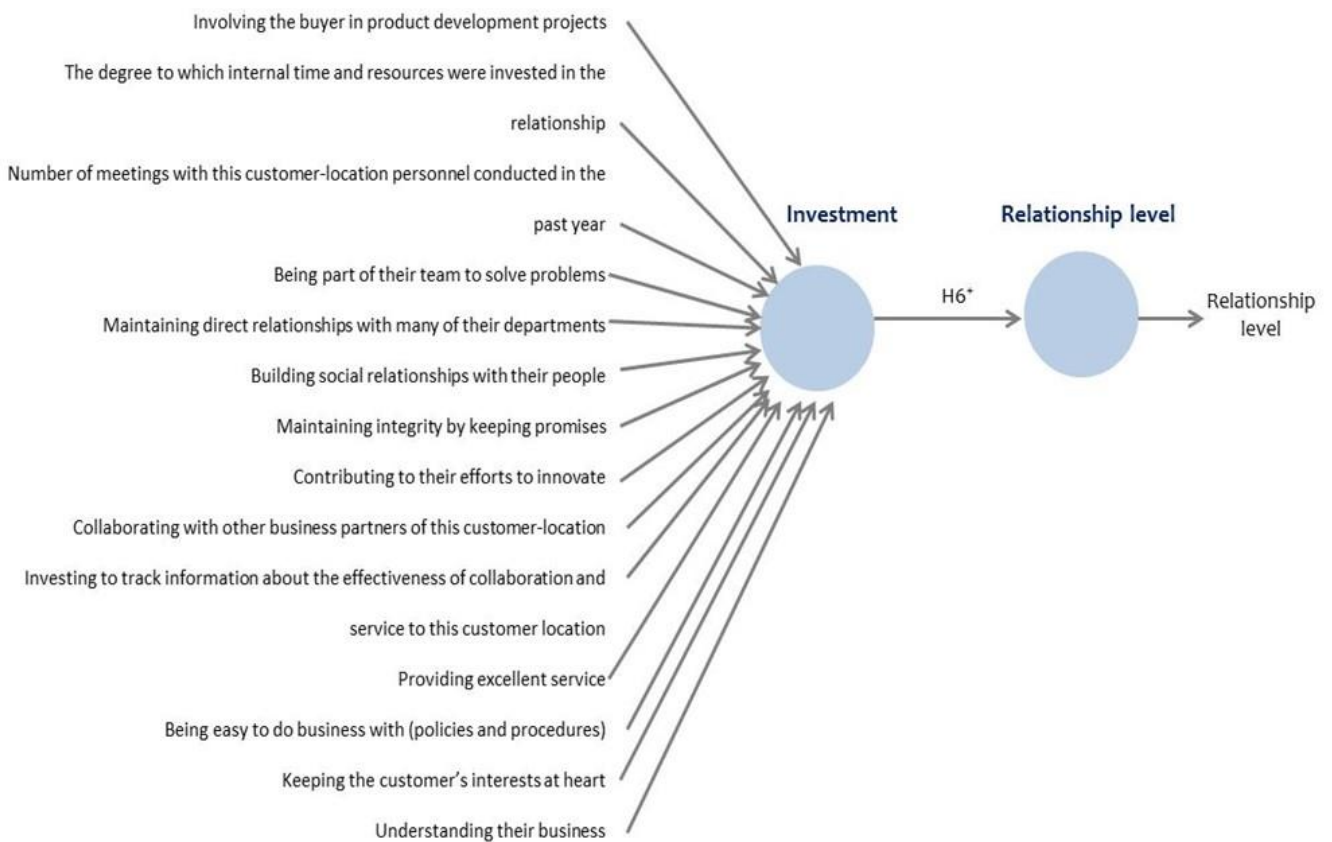 Involving the buyer in product development projects
The degree to which internal time and resources were invested in the
relationship
Number of meetings with this customer-location personnel conducted in the
past year
Being part of their team to solve problems
Maintaining direct relationships with many of their departments
Building social relationships with their people
Maintaining integrity by keeping promises
Contributing to their efforts to innovate
Collaborating with other business partners of this customer-location
Investing to track information about the effectiveness of collaboration and
service to this customer location
Providing excellent service
Being easy to do business with (policies and procedures)
Keeping the customer's interests at heart
Understanding their business
Investment
H6⁺
Relationship level
Relationship
level